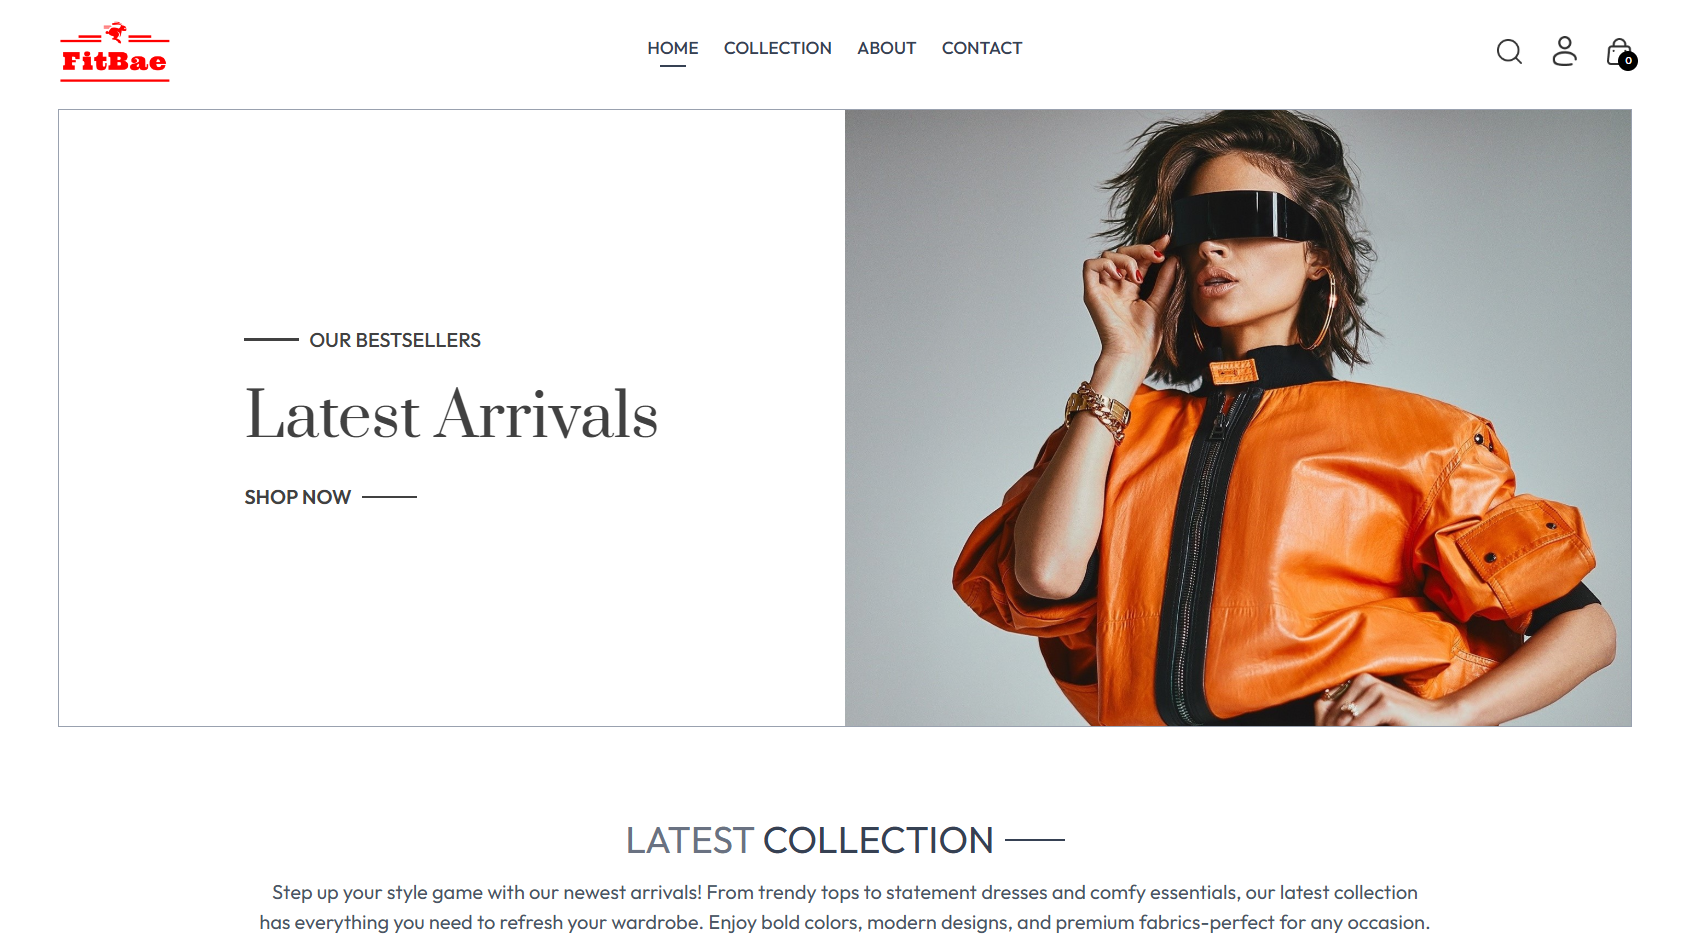 FitBae
HOME COLLECTION ABOUT CONTACT
0
OUR BESTSELLERS
Latest Arrivals
SHOP NOW
LATEST COLLECTION
Step up your style game with our newest arrivals! From trendy tops to statement dresses and comfy essentials, our latest collection
has everything you need to refresh your wardrobe. Enjoy bold colors, modern designs, and premium fabrics-perfect for any occasion.